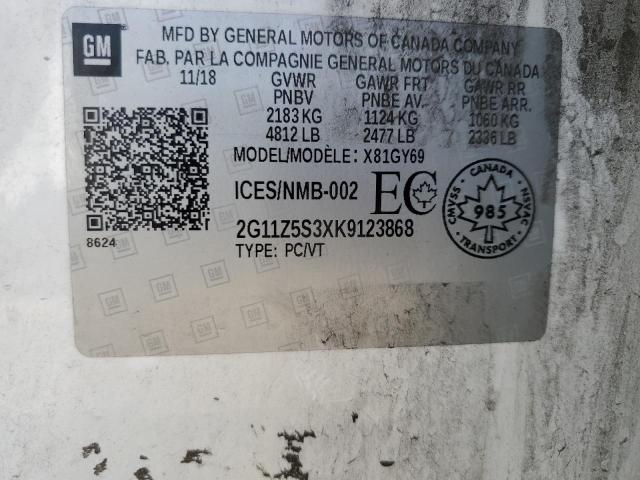 GM
MFD BY GENERAL MOTORS OF CANADA COMPANY
FAB. PAR LA COMPAGNIE GENERAL MOTORS DU CANADA
11/18 GVWR GAWR FRT GAWR RR
PNBV PNBE AV. PNBE ARR.
2183 KG 1124 KG 1060 KG
4812 LB 2477 LB 2336 LB
MODEL/MODÈLE: X81GY69
ICES/NMB-002 EC
CANADA
CMVSS 985 NSVAC
2G11Z5S3XK9123868
TYPE: PC/VT
8624